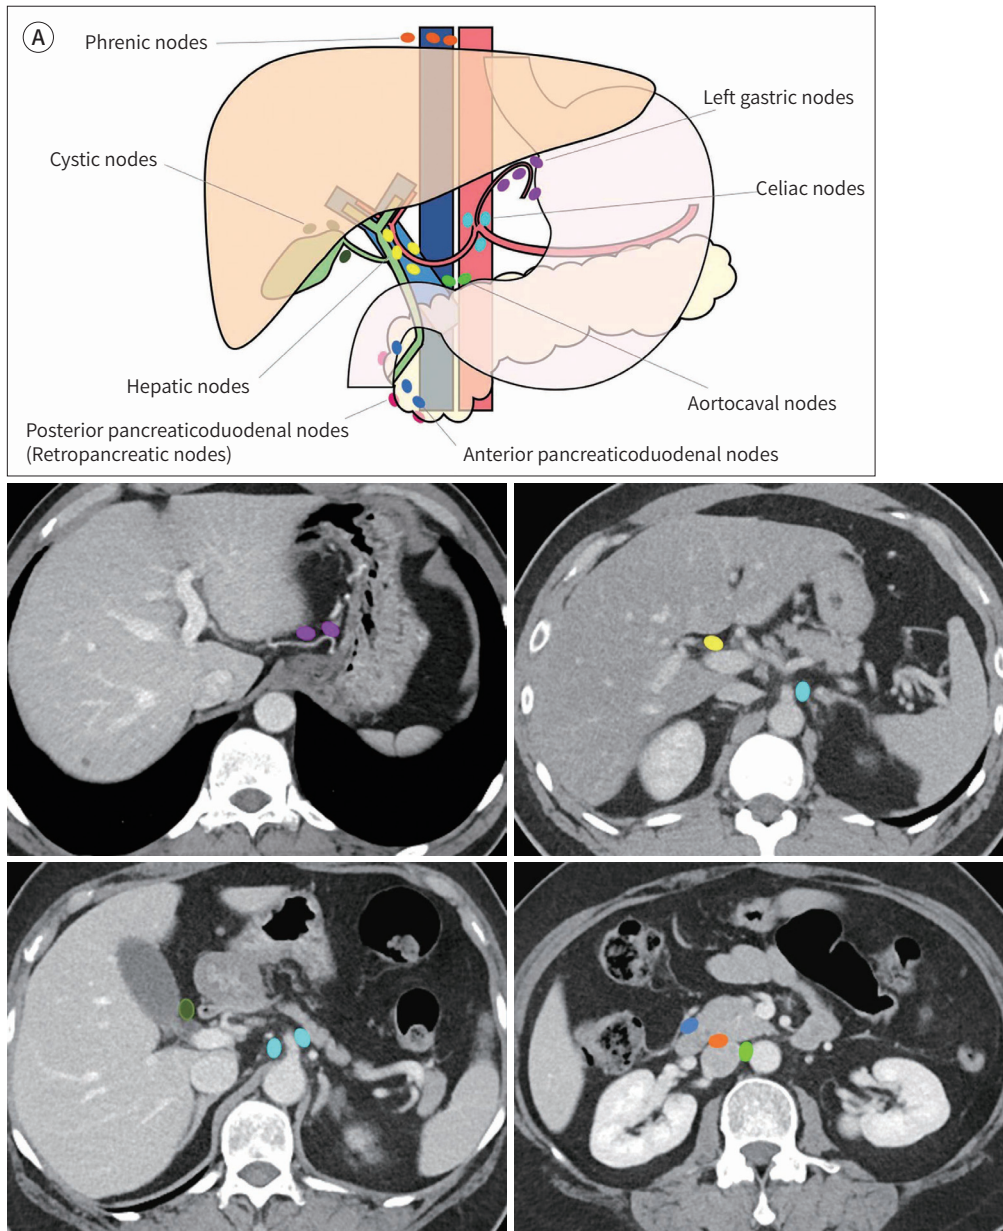 A
Phrenic nodes
Left gastric nodes
Cystic nodes
Celiac nodes
Hepatic nodes
Aortocaval nodes
Posterior pancreaticoduodenal nodes
(Retropancreatic nodes)
Anterior pancreaticoduodenal nodes